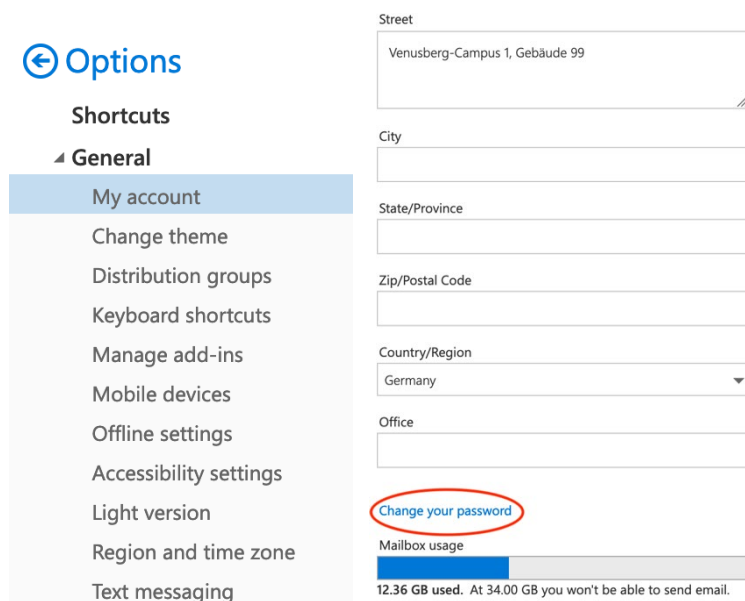 Options
Shortcuts
General
My account
Change theme
Distribution groups
Keyboard shortcuts
Manage add-ins
Mobile devices
Offline settings
Accessibility settings
Light version
Region and time zone
Text messaging
Street
Venusberg-Campus 1, Gebäude 99
City
State/Province
Zip/Postal Code
Country/Region
Germany
Office
Change your password
Mailbox usage
12.36 GB used. At 34.00 GB you won't be able to send email.